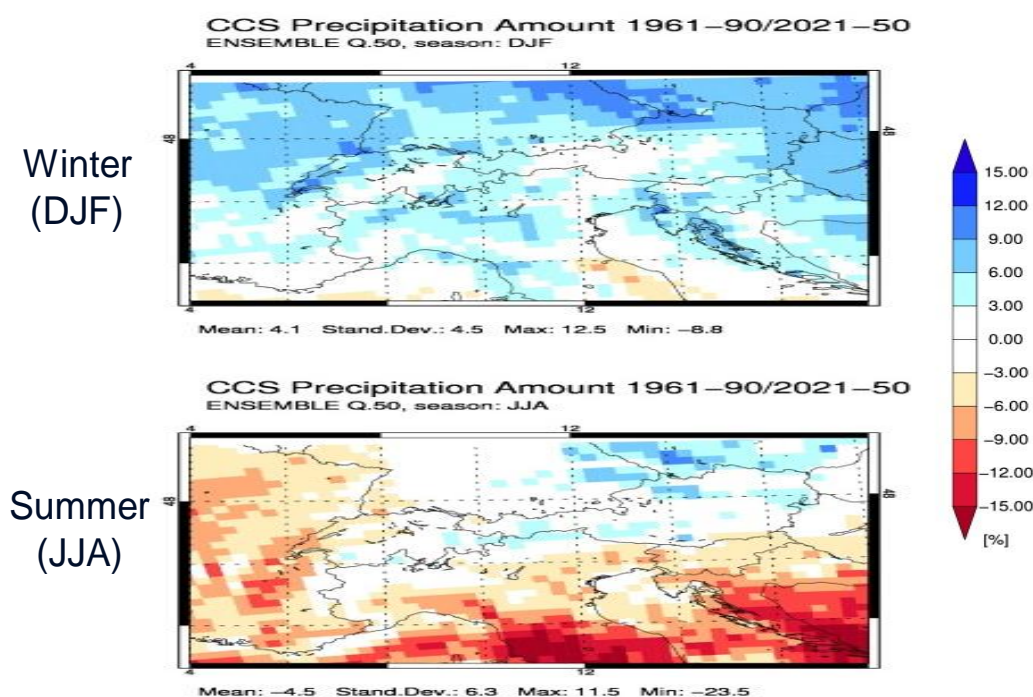 CCS Precipitation Amount 1961-90/2021-50
ENSEMBLE Q.50, season: DJF
4 12
48 48
Winter
(DJF)
4 12
Mean: 4.1 Stand.Dev.: 4.5 Max: 12.5 Min: -8.8
CCS Precipitation Amount 1961-90/2021-50
ENSEMBLE Q.50, season: JJA
4 12
48 48
Summer
(JJA)
4 12
Mean: -4.5 Stand.Dev.: 6.3 Max: 11.5 Min: -23.5
15.00
12.00
9.00
6.00
3.00
0.00
-3.00
-6.00
-9.00
-12.00
-15.00
[%]